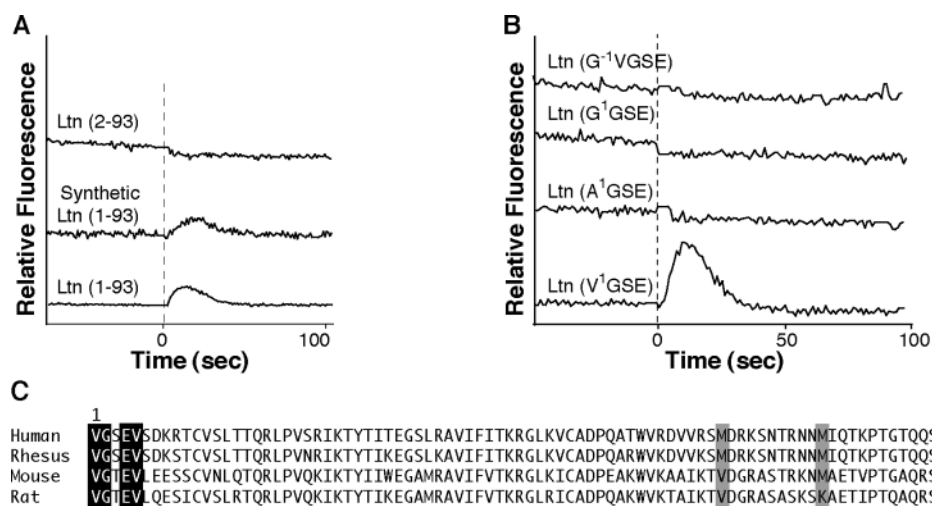 A
Relative Fluorescence
Ltn (2-93)
Synthetic
Ltn (1-93)
Ltn (1-93)
0
100
Time (sec)
B
Relative Fluorescence
Ltn (G⁻¹VGSE)
Ltn (G¹GSE)
Ltn (A¹GSE)
Ltn (V¹GSE)
0
50
100
Time (sec)
C
1
Human VGSEVSDKRTCVSLTTQRLPVSRIKTYTITEGSLRAVIFITKRGLKVCADPQATWVRDVVRSMDRKSNTRNNMIQTKPTGTQQS
Rhesus VGSEVSDKSTCVSLTTQRLPVNRIKTYTIKEGSLKAVIFITKRGLKVCADPQARWVKDVVKSMDRKSNTRNNMIQTKPTGTQQS
Mouse VGTEVLEESSCVNLQTQRLPVQKIKTYIIWEGAMRAVIFVTKRGLKICADPEAKWVKAAIKTVDGRASTRKNMAETVPTGAQRS
Rat VGTEVLQESICVSLRTQRLPVQKIKTYTIKEGAMRAVIFVTKRGLRICADPQAKWVKTAIKTVDGRASASKSKAETIPTQAQRS